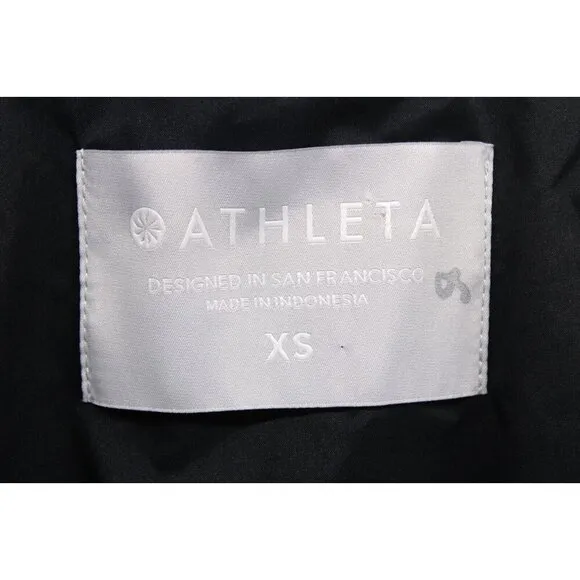 ATHLETA
DESIGNED IN SAN FRANCISCO
MADE IN INDONESIA
XS